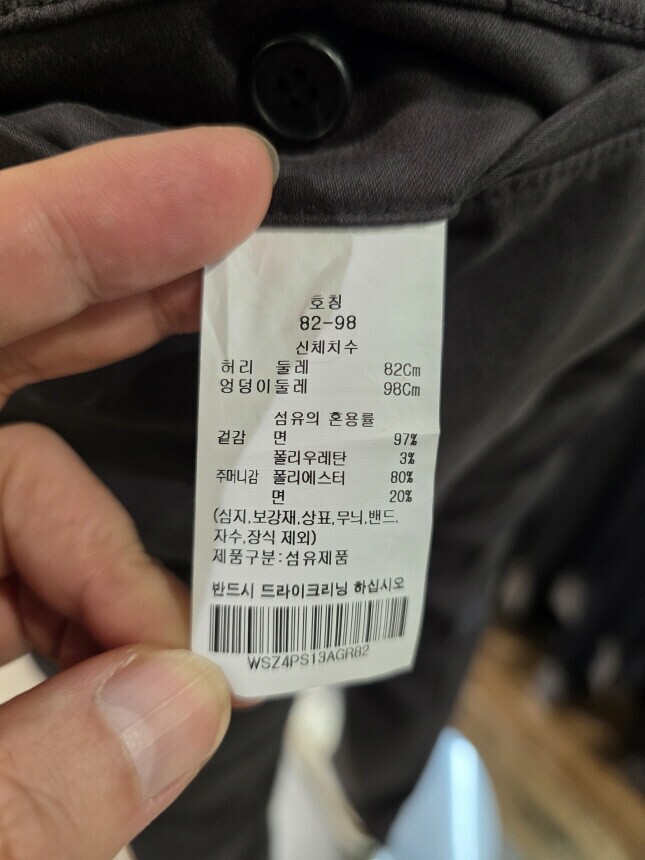 호칭
82-98
신체치수
허리 둘레 82Cm
엉덩이둘레 98Cm
섬유의 혼용률
겉감 면 97%
폴리우레탄 3%
주머니감 폴리에스터 80%
면 20%
(심지,보강재,상표,무늬,밴드,
자수,장식 제외)
제품구분:섬유제품
반드시 드라이크리닝 하십시오
WSZ4PS13AGR82